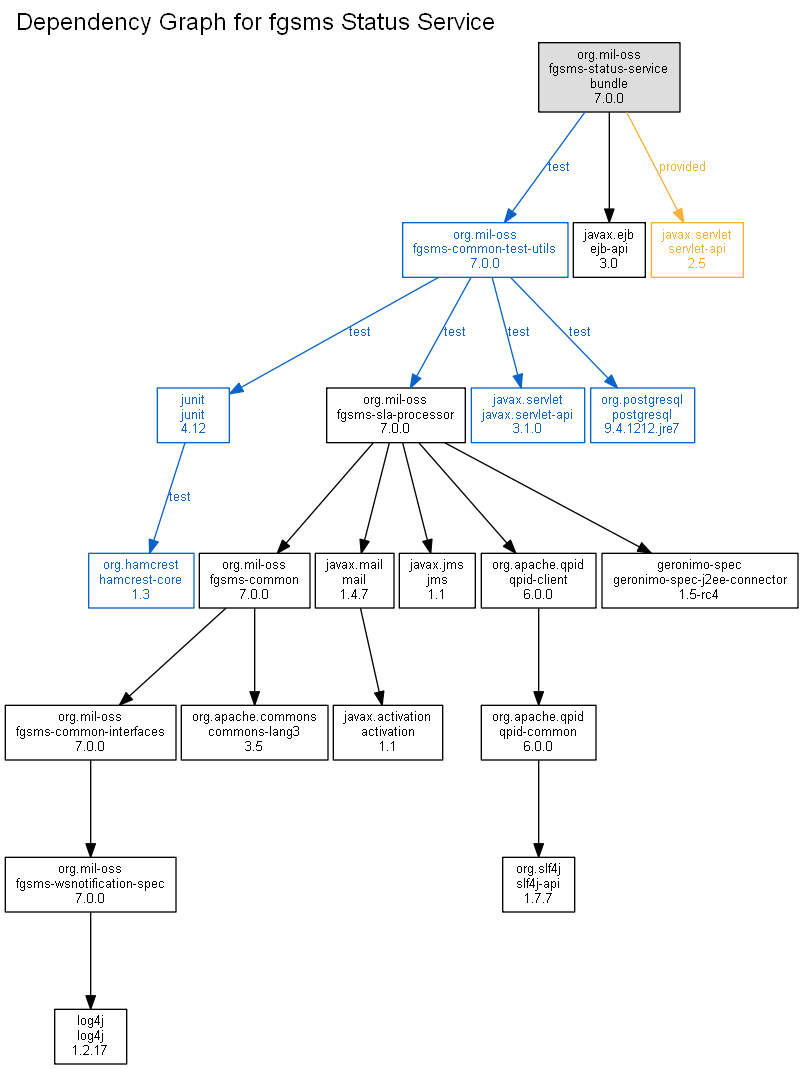 Dependency Graph for fgsms Status Service
org.mil-oss
fgsms-status-service
bundle
7.0.0
test
provided
org.mil-oss
fgsms-common-test-utils
7.0.0
javax.ejb
ejb-api
3.0
javax.servlet
servlet-api
2.5
test
test
test
test
junit
junit
4.12
org.mil-oss
fgsms-sla-processor
7.0.0
javax.servlet
javax.servlet-api
3.1.0
org.postgresql
postgresql
9.4.1212.jre7
test
org.hamcrest
hamcrest-core
1.3
org.mil-oss
fgsms-common
7.0.0
javax.mail
mail
1.4.7
javax.jms
jms
1.1
org.apache.qpid
qpid-client
6.0.0
geronimo-spec
geronimo-spec-j2ee-connector
1.5-rc4
org.mil-oss
fgsms-common-interfaces
7.0.0
org.apache.commons
commons-lang3
3.5
javax.activation
activation
1.1
org.apache.qpid
qpid-common
6.0.0
org.mil-oss
fgsms-wsnotification-spec
7.0.0
org.slf4j
slf4j-api
1.7.7
log4j
log4j
1.2.17